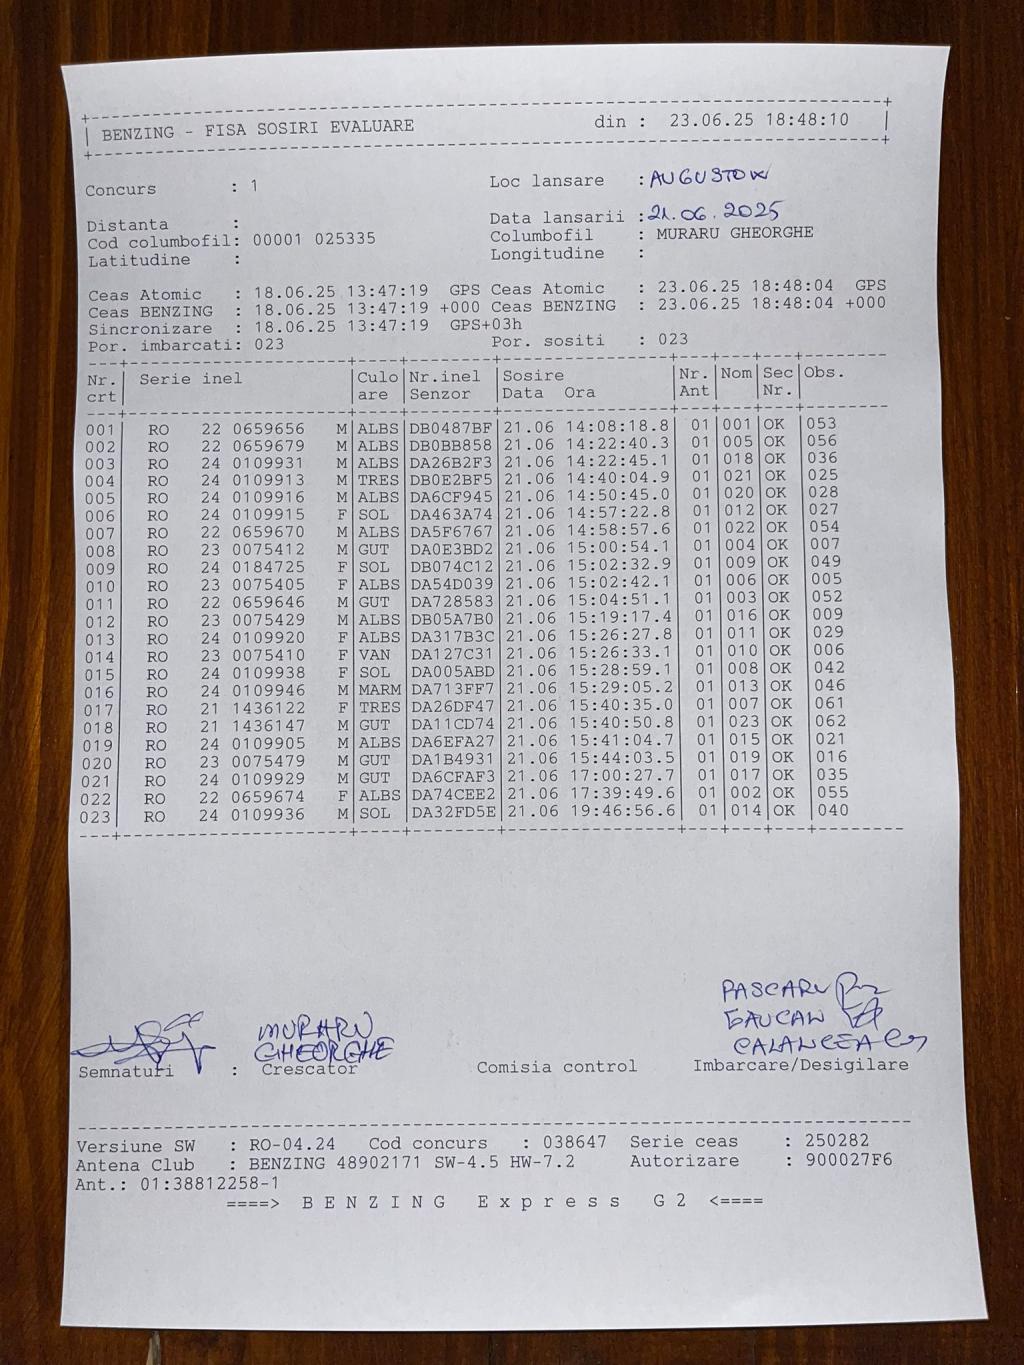 BENZING - FISA SOSIRI EVALUARE din : 23.06.25 18:48:10
Concurs : 1 Loc lansare : AUGUSTOW
Distanta : Data lansarii : 21.06.2025
Cod columbofil: 00001 025335 Columbofil : MURARU GHEORGHE
Latitudine : Longitudine :
Ceas Atomic : 18.06.25 13:47:19 GPS Ceas Atomic : 23.06.25 18:48:04 GPS
Ceas BENZING : 18.06.25 13:47:19 +000 Ceas BENZING : 23.06.25 18:48:04 +000
Sincronizare : 18.06.25 13:47:19 GPS+03h
Por. imbarcati: 023 Por. sositi : 023
Nr. Serie inel Culo Nr.inel Sosire Nr. Nom Sec Obs.
crt are Senzor Data Ora Ant Nr.
001 RO 22 0659656 M ALBS DB0487BF 21.06 14:08:18.8 01 001 OK 053
002 RO 22 0659679 M ALBS DB0BB858 21.06 14:22:40.3 01 005 OK 056
003 RO 24 0109931 M ALBS DA26B2F3 21.06 14:22:45.1 01 018 OK 036
004 RO 24 0109913 M TRES DB0E2BF5 21.06 14:40:04.9 01 021 OK 025
005 RO 24 0109916 M ALBS DA6CF945 21.06 14:50:45.0 01 020 OK 028
006 RO 24 0109915 F SOL DA463A74 21.06 14:57:22.8 01 012 OK 027
007 RO 22 0659670 M ALBS DA5F6767 21.06 14:58:57.6 01 022 OK 054
008 RO 23 0075412 M GUT DA0E3BD2 21.06 15:00:54.1 01 004 OK 007
009 RO 24 0184725 F SOL DB074C12 21.06 15:02:32.9 01 009 OK 049
010 RO 23 0075405 F ALBS DA54D039 21.06 15:02:42.1 01 006 OK 005
011 RO 22 0659646 M GUT DA728583 21.06 15:04:51.1 01 003 OK 052
012 RO 23 0075429 M ALBS DB05A7B0 21.06 15:19:17.4 01 016 OK 009
013 RO 24 0109920 F ALBS DA317B3C 21.06 15:26:27.8 01 011 OK 029
014 RO 23 0075410 F VAN DA127C31 21.06 15:26:33.1 01 010 OK 006
015 RO 24 0109938 F SOL DA005ABD 21.06 15:28:59.1 01 008 OK 042
016 RO 24 0109946 M MARM DA713FF7 21.06 15:29:05.2 01 013 OK 046
017 RO 21 1436122 F TRES DA26DF47 21.06 15:40:35.0 01 007 OK 061
018 RO 21 1436147 M GUT DA11CD74 21.06 15:40:50.8 01 023 OK 062
019 RO 24 0109905 M ALBS DA6EFA27 21.06 15:41:04.7 01 015 OK 021
020 RO 23 0075479 M GUT DA1B4931 21.06 15:44:03.5 01 019 OK 016
021 RO 24 0109929 M GUT DA6CFAF3 21.06 17:00:27.7 01 017 OK 035
022 RO 22 0659674 F ALBS DA74CEE2 21.06 17:39:49.6 01 002 OK 055
023 RO 24 0109936 M SOL DA32FD5E 21.06 19:46:56.6 01 014 OK 040
PASCARU
MURARU GAUCAN
GHEORGHE CALANCEA
Semnaturi : Crescator Comisia control Imbarcare/Desigilare
Versiune SW : RO-04.24 Cod concurs : 038647 Serie ceas : 250282
Antena Club : BENZING 48902171 SW-4.5 HW-7.2 Autorizare : 900027F6
Ant.: 01:38812258-1
====> B E N Z I N G E x p r e s s G 2 <====